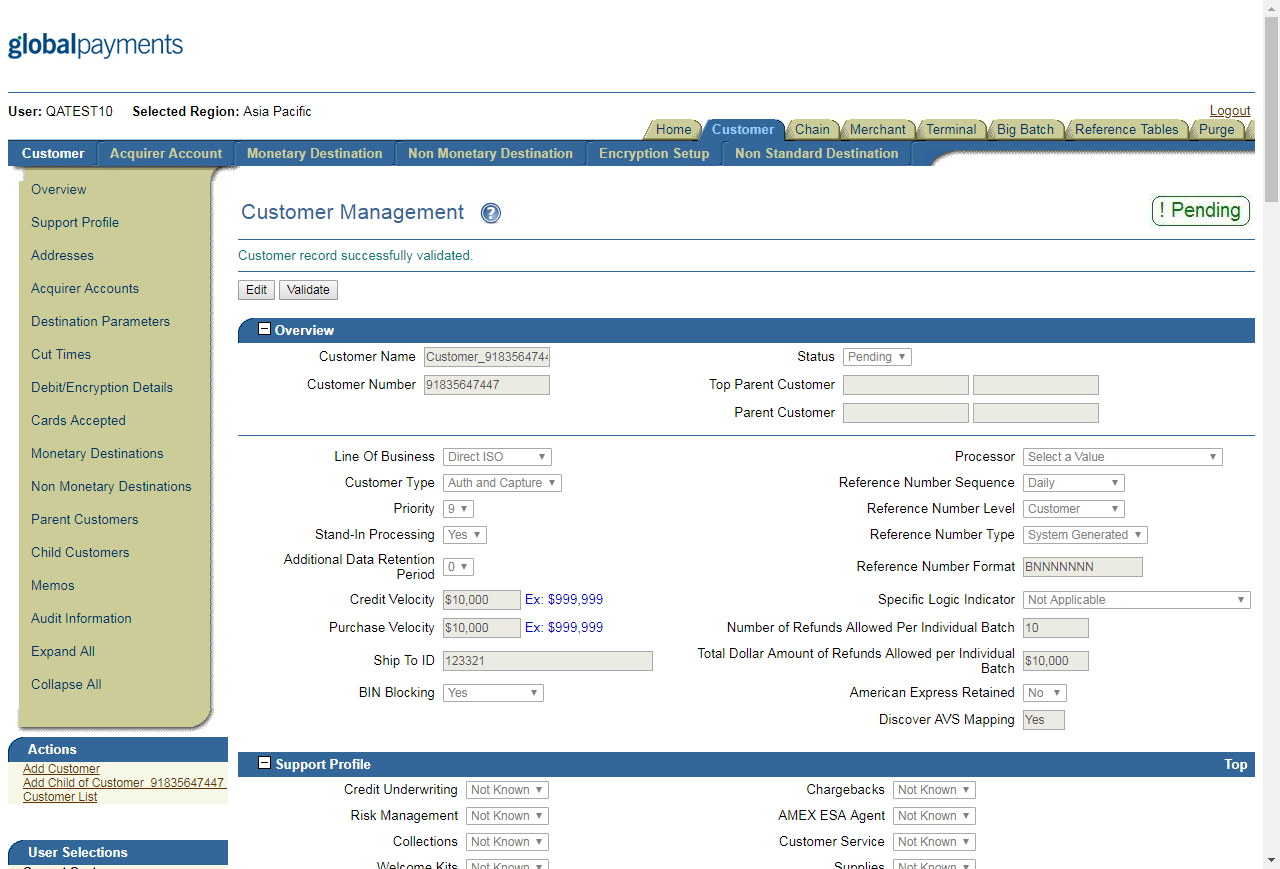 globalpayments
User: QATEST10 Selected Region: Asia Pacific
Logout
Home Customer Chain Merchant Terminal Big Batch Reference Tables Purge
Customer Acquirer Account Monetary Destination Non Monetary Destination Encryption Setup Non Standard Destination
Overview
Support Profile
Addresses
Acquirer Accounts
Destination Parameters
Cut Times
Debit/Encryption Details
Cards Accepted
Monetary Destinations
Non Monetary Destinations
Parent Customers
Child Customers
Memos
Audit Information
Expand All
Collapse All
Actions
Add Customer
Add Child of Customer_91835647447
Customer List
User Selections
Customer Management ?
! Pending
Customer record successfully validated.
Edit Validate
Overview
Customer Name Customer_9183564744 Status Pending
Customer Number 91835647447 Top Parent Customer
Parent Customer
Line Of Business Direct ISO Processor Select a Value
Customer Type Auth and Capture Reference Number Sequence Daily
Priority 9 Reference Number Level Customer
Stand-In Processing Yes Reference Number Type System Generated
Additional Data Retention
Period 0 Reference Number Format BNNNNNNN
Credit Velocity $10,000 Ex: $999,999 Specific Logic Indicator Not Applicable
Purchase Velocity $10,000 Ex: $999,999 Number of Refunds Allowed Per Individual Batch 10
Ship To ID 123321 Total Dollar Amount of Refunds Allowed per Individual
Batch $10,000
BIN Blocking Yes American Express Retained No
Discover AVS Mapping Yes
Support Profile Top
Credit Underwriting Not Known Chargebacks Not Known
Risk Management Not Known AMEX ESA Agent Not Known
Collections Not Known Customer Service Not Known
Welcome Kits Not Known Supplies Not Known